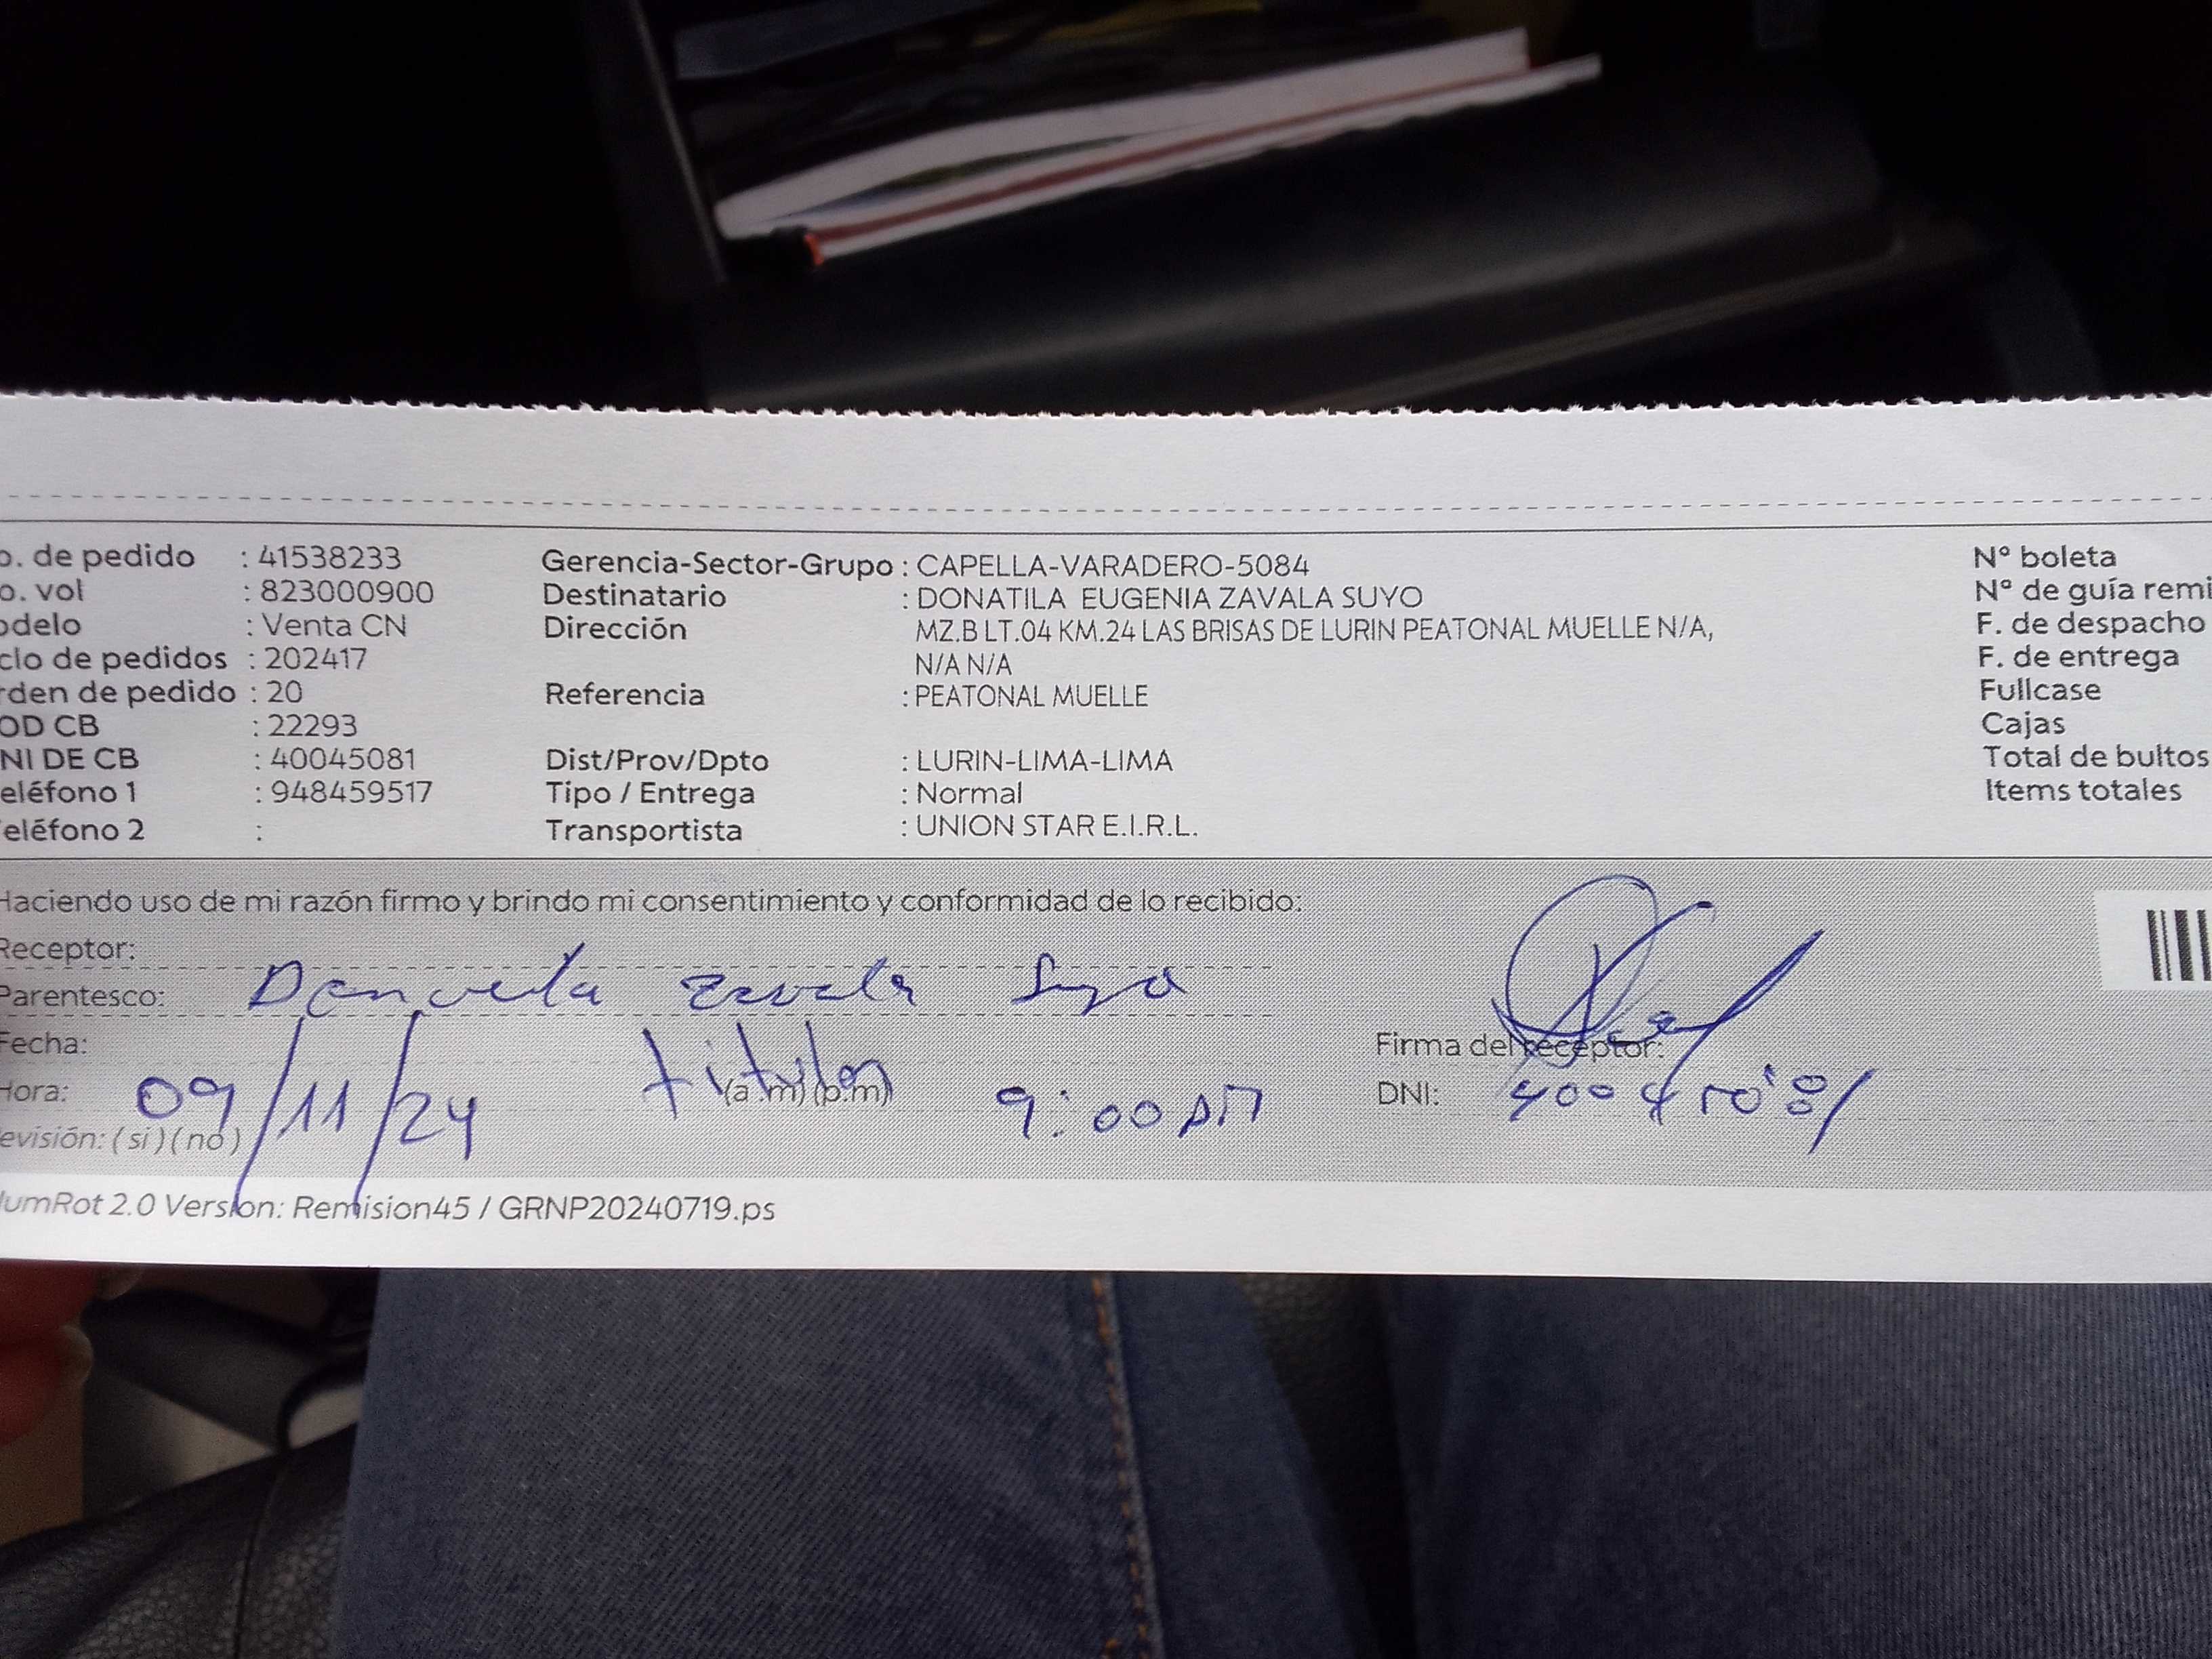 o. de pedido : 41538233
o. vol : 823000900
odelo : Venta CN
clo de pedidos : 202417
rden de pedido : 20
OD CB : 22293
NI DE CB : 40045081
eléfono 1 : 948459517
eléfono 2 :
Gerencia-Sector-Grupo : CAPELLA-VARADERO-5084
Destinatario : DONATILA EUGENIA ZAVALA SUYO
Dirección MZ.B LT.04 KM.24 LAS BRISAS DE LURIN PEATONAL MUELLE N/A,
N/A N/A
Referencia : PEATONAL MUELLE
Dist/Prov/Dpto : LURIN-LIMA-LIMA
Tipo / Entrega : Normal
Transportista : UNION STAR E.I.R.L.
Nº boleta
Nº de guía remi
F. de despacho
F. de entrega
Fullcase
Cajas
Total de bultos
Items totales
Haciendo uso de mi razón firmo y brindo mi consentimiento y conformidad de lo recibido:
Receptor:
Parentesco: Zavala Suyo
Fecha:
Hora: 09/11/24 titular (a.m) (p.m) 9:00 AM
evisión: ( si ) ( no )
Firma del receptor:
DNI: 40045081
umRot 2.0 Version: Remision45 / GRNP20240719.ps